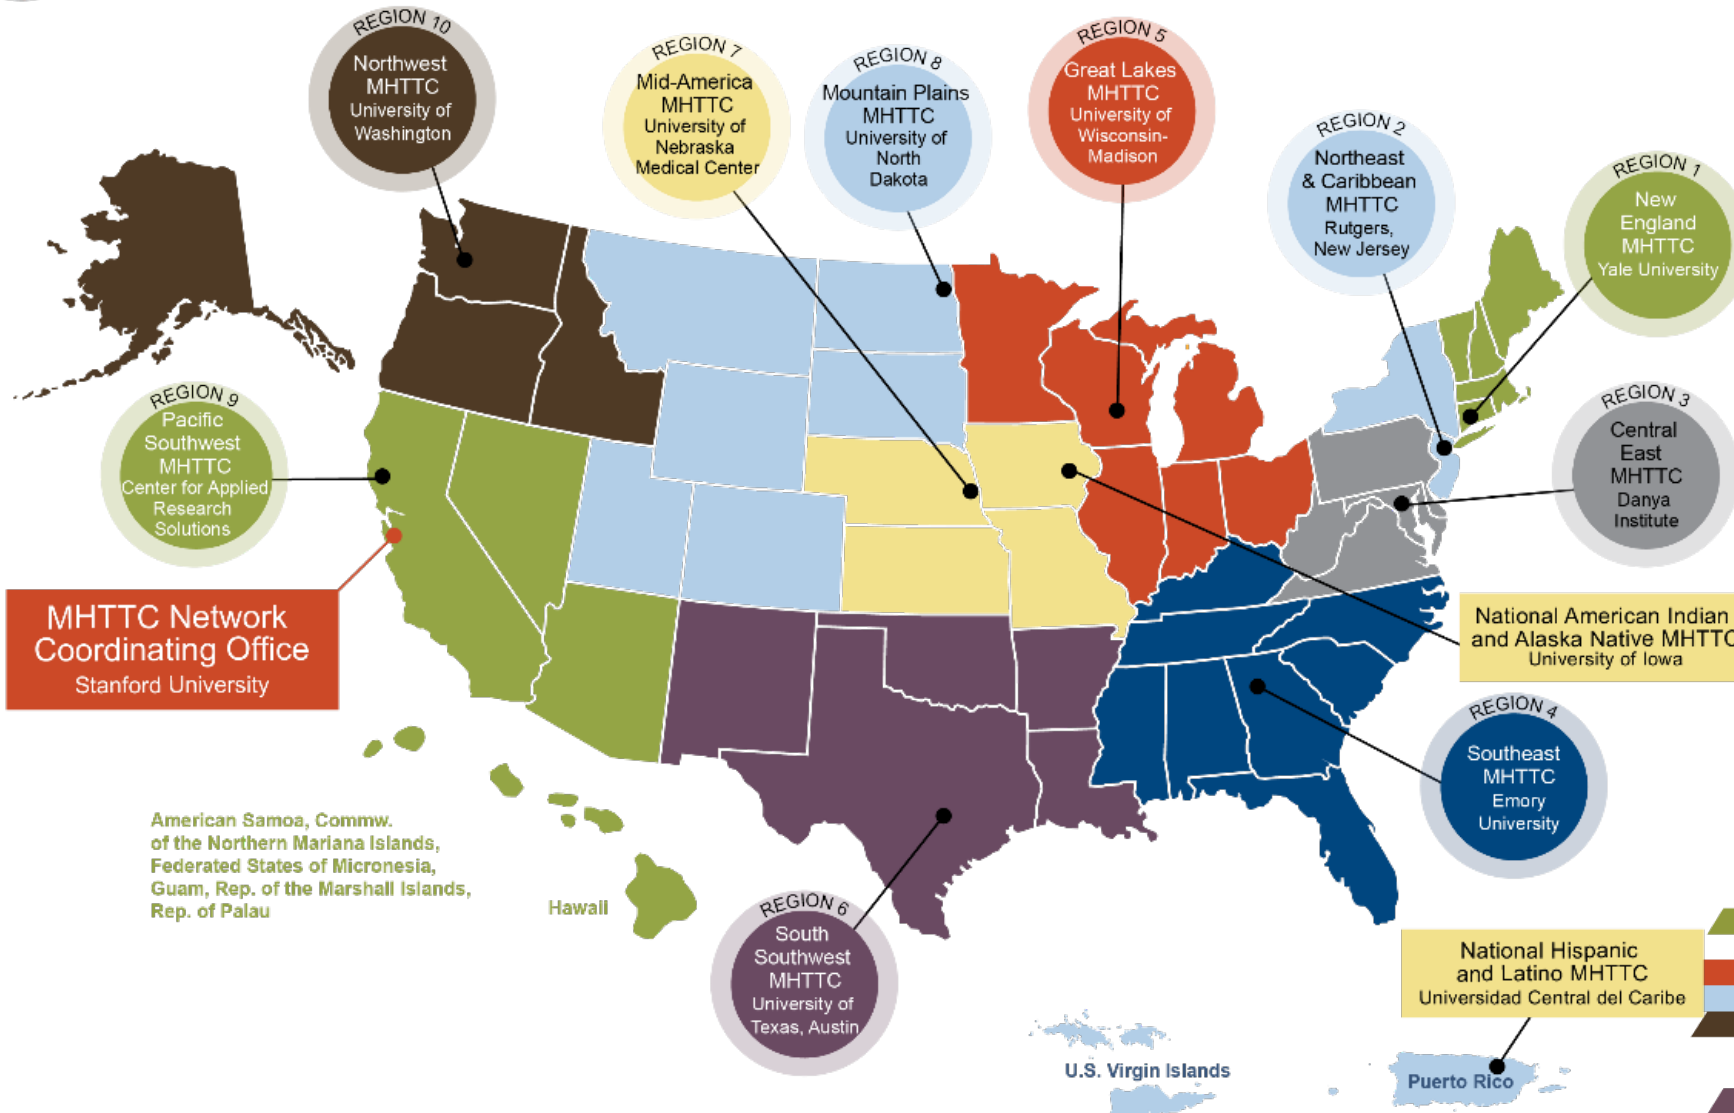 REGION 10
Northwest
MHTTC
University of
Washington
REGION 7
Mid-America
MHTTC
University of
Nebraska
Medical Center
REGION 8
Mountain Plains
MHTTC
University of
North
Dakota
REGION 5
Great Lakes
MHTTC
University of
Wisconsin-
Madison
REGION 2
Northeast
& Caribbean
MHTTC
Rutgers,
New Jersey
REGION 1
New
England
MHTTC
Yale University
REGION 9
Pacific
Southwest
MHTTC
Center for Applied
Research
Solutions
REGION 3
Central
East
MHTTC
Danya
Institute
MHTTC Network
Coordinating Office
Stanford University
National American Indian
and Alaska Native MHTTC
University of Iowa
REGION 4
Southeast
MHTTC
Emory
University
American Samoa, Commw.
of the Northern Mariana Islands,
Federated States of Micronesia,
Guam, Rep. of the Marshall Islands,
Rep. of Palau
Hawaii
REGION 6
South
Southwest
MHTTC
University of
Texas, Austin
National Hispanic
and Latino MHTTC
Universidad Central del Caribe
U.S. Virgin Islands
Puerto Rico